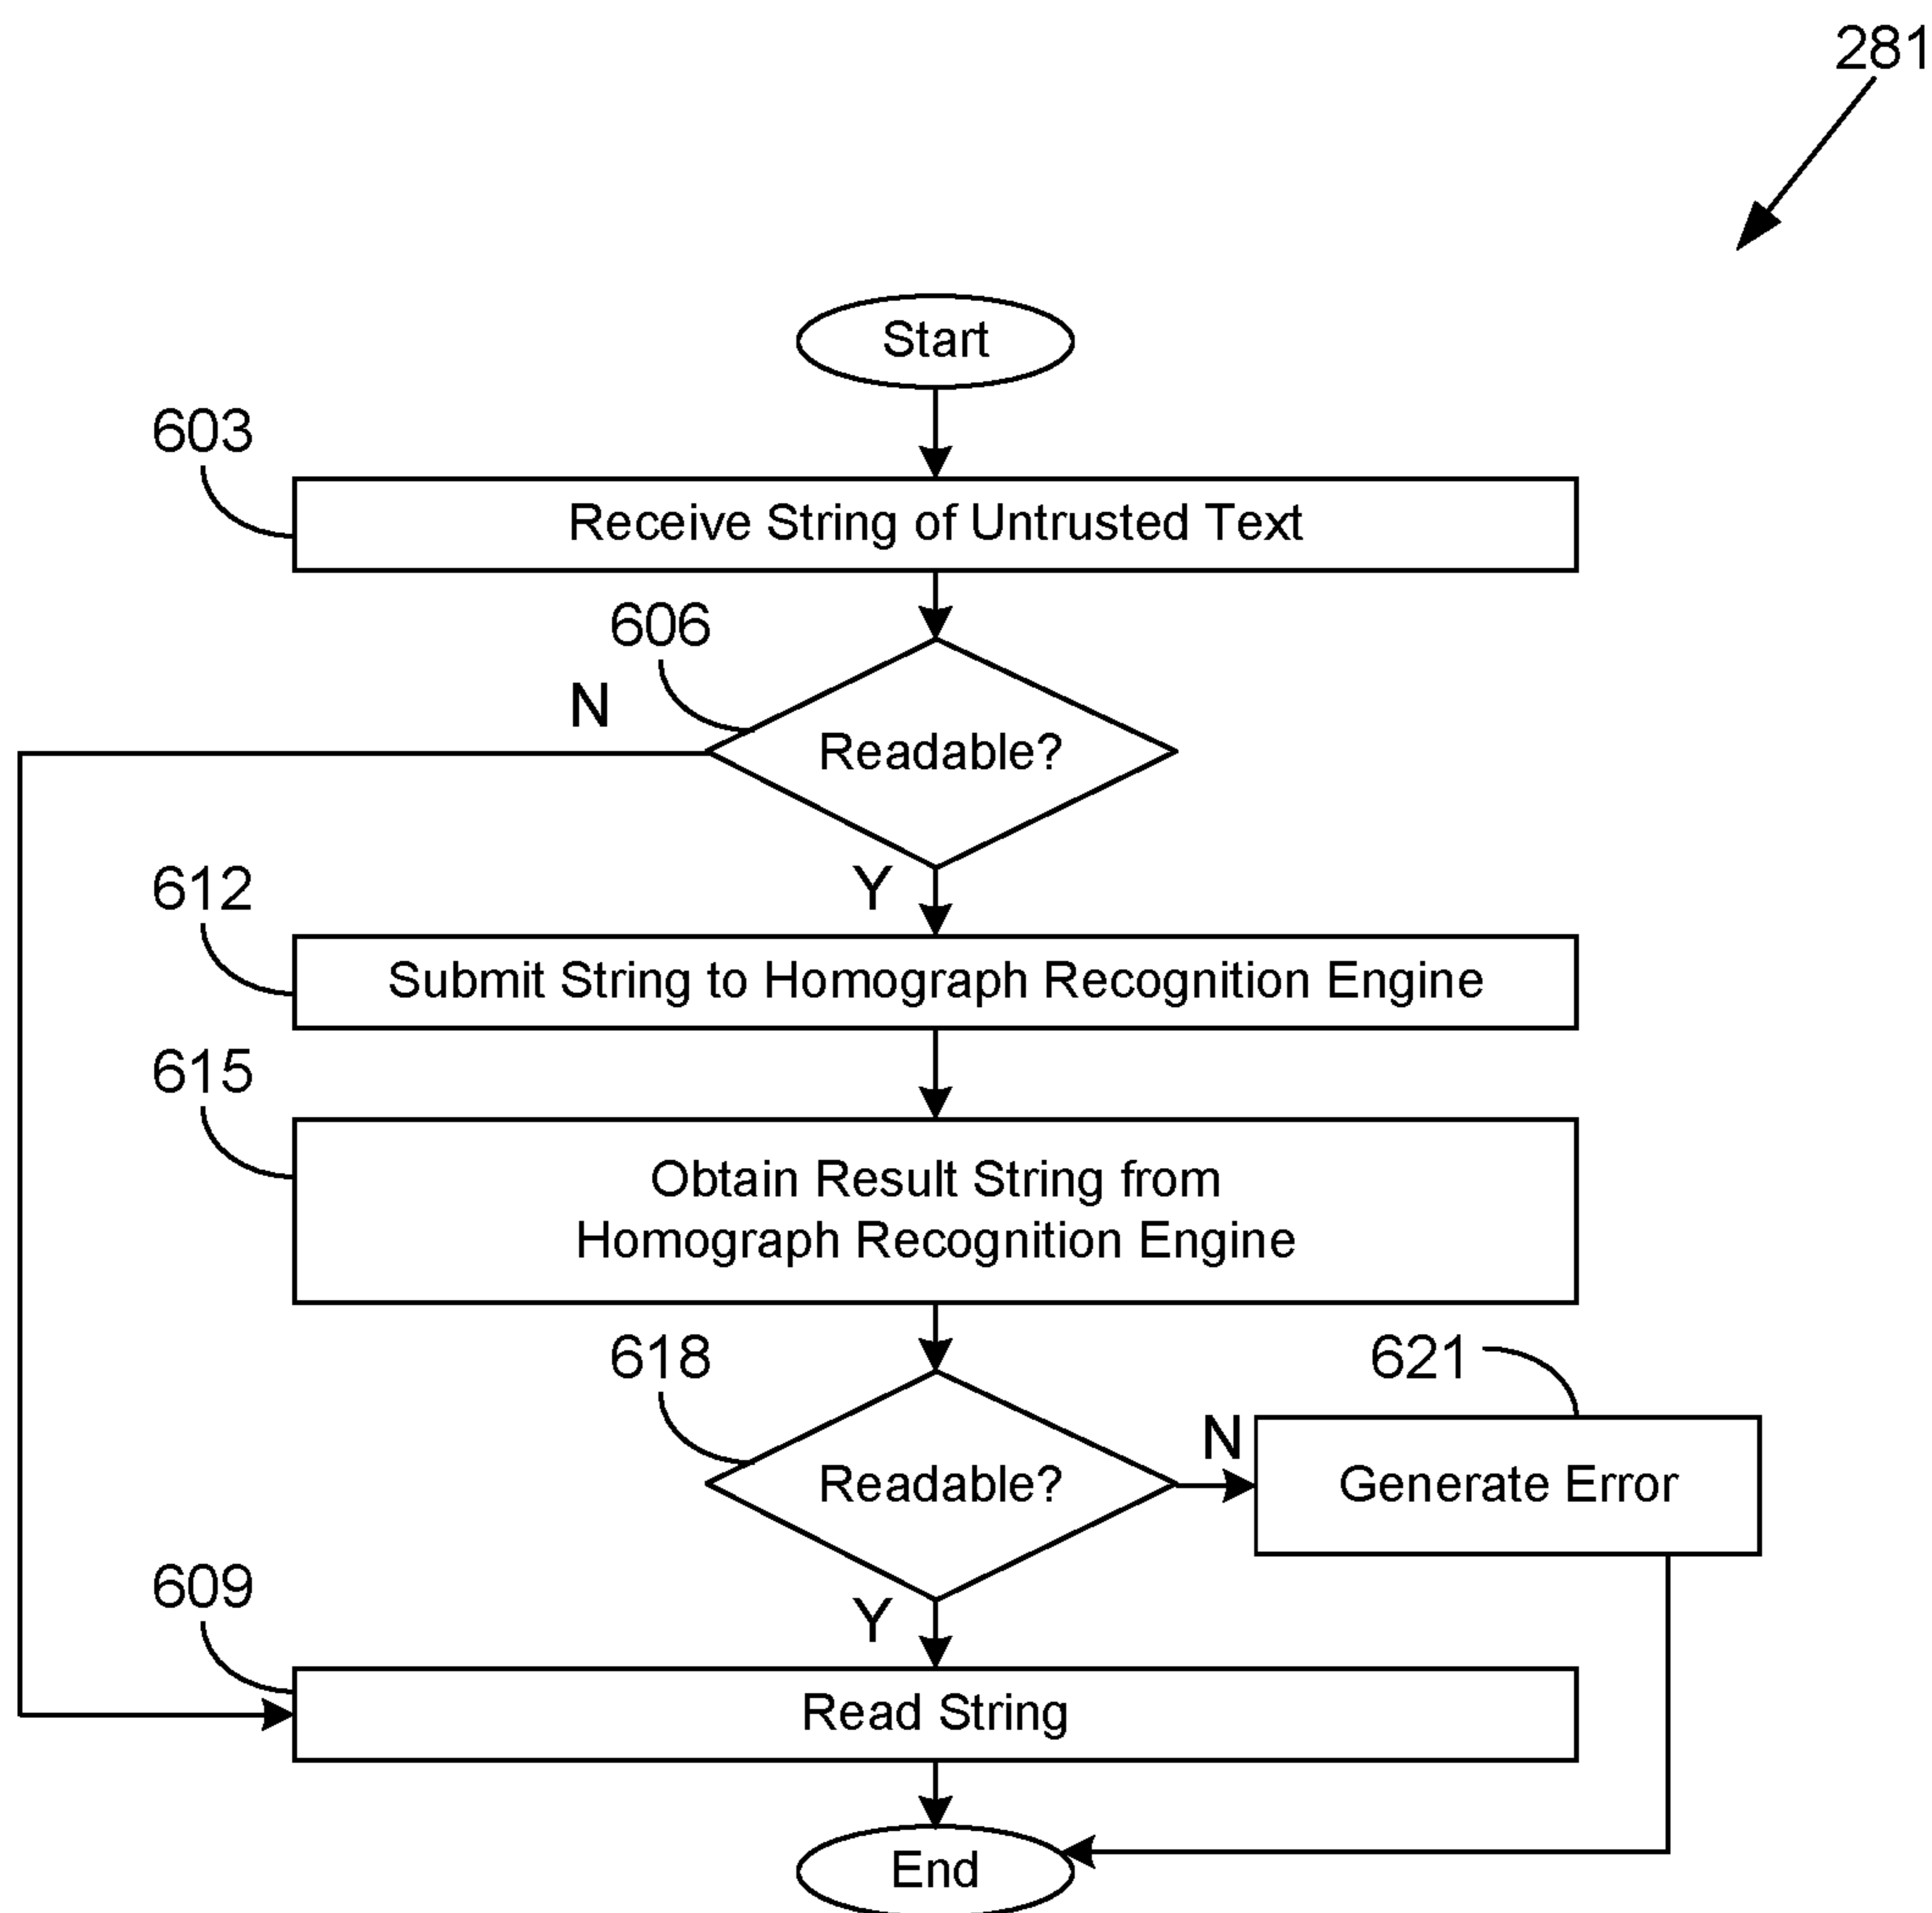 281
Start
603
Receive String of Untrusted Text
606
N
Readable?
Y
612
Submit String to Homograph Recognition Engine
615
Obtain Result String from
Homograph Recognition Engine
618
621
N
Readable?
Generate Error
Y
609
Read String
End